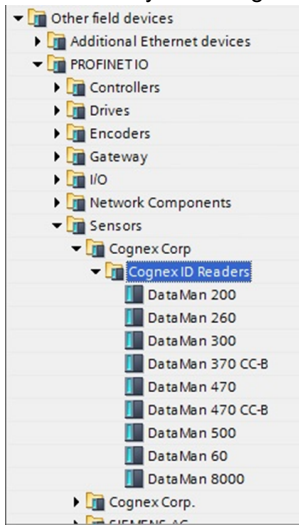 Other field devices
Additional Ethernet devices
PROFINET IO
Controllers
Drives
Encoders
Gateway
I/O
Network Components
Sensors
Cognex Corp
Cognex ID Readers
DataMan 200
DataMan 260
DataMan 300
DataMan 370 CC-B
DataMan 470
DataMan 470 CC-B
DataMan 500
DataMan 60
DataMan 8000
Cognex Corp.
SIEMENS AG